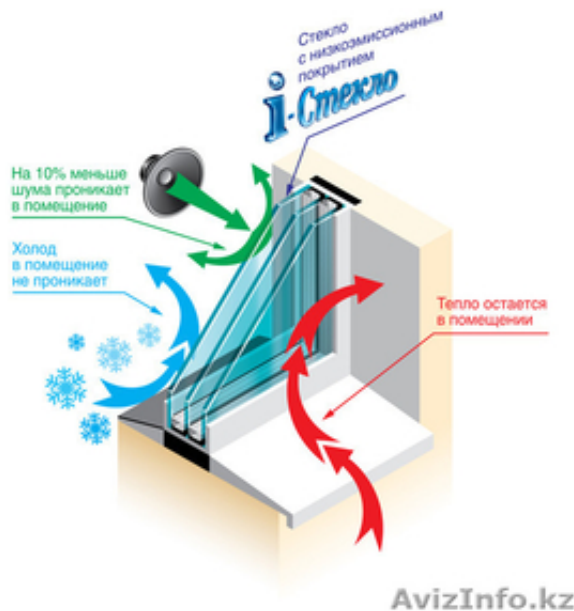 Стекло
с низкоэмиссионным
покрытием
i-Стекло
На 10% меньше
шума проникает
в помещение
Холод
в помещение
не проникает
Тепло остается
в помещении
AvizInfo.kz